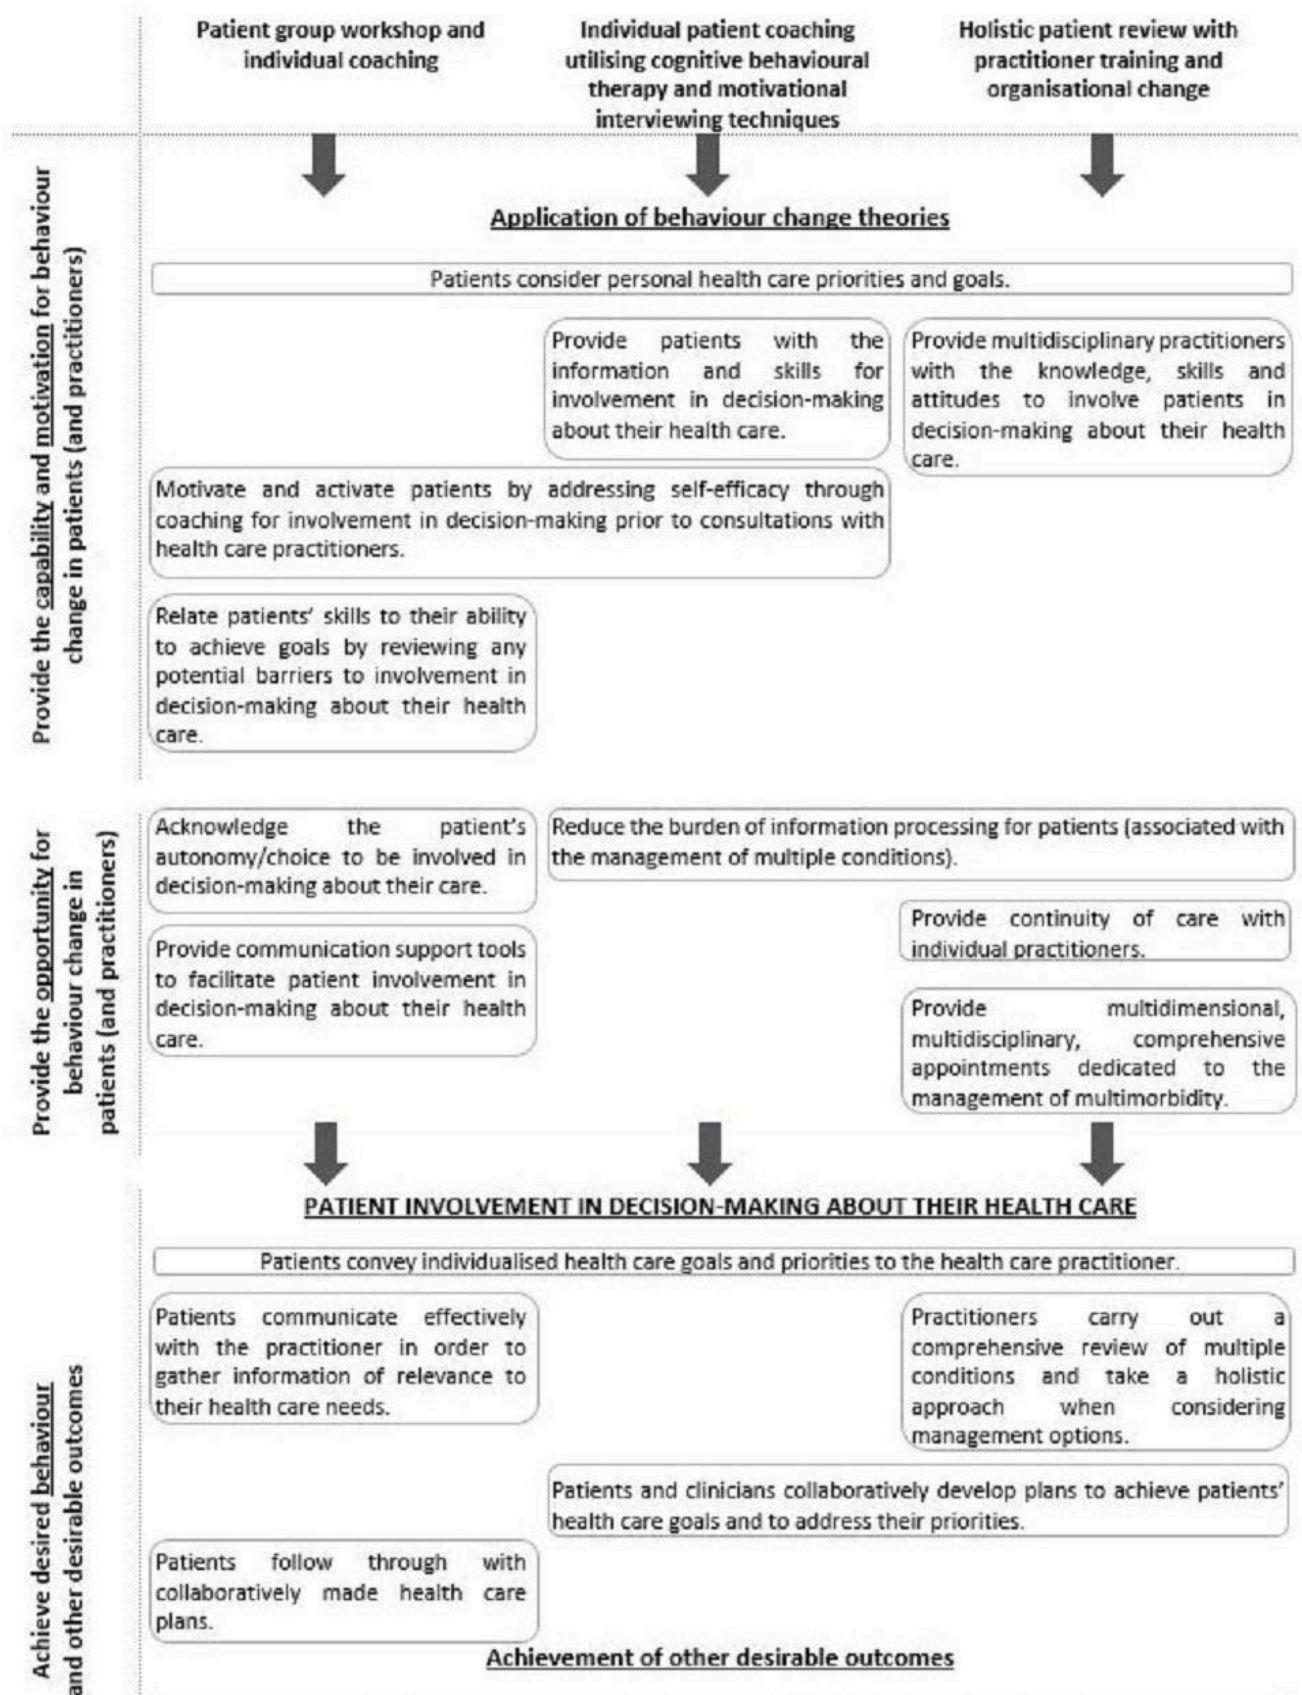 Patient group workshop and
individual coaching
Individual patient coaching
utilising cognitive behavioural
therapy and motivational
interviewing techniques
Holistic patient review with
practitioner training and
organisational change
Provide the capability and motivation for behaviour
change in patients (and practitioners)
Application of behaviour change theories
Patients consider personal health care priorities and goals.
Provide patients with the
information and skills for
involvement in decision-making
about their health care.
Provide multidisciplinary practitioners
with the knowledge, skills and
attitudes to involve patients in
decision-making about their health
care.
Motivate and activate patients by addressing self-efficacy through
coaching for involvement in decision-making prior to consultations with
health care practitioners.
Relate patients' skills to their ability
to achieve goals by reviewing any
potential barriers to involvement in
decision-making about their health
care.
Provide the opportunity for
behaviour change in
patients (and practitioners)
Acknowledge the patient's
autonomy/choice to be involved in
decision-making about their care.
Reduce the burden of information processing for patients (associated with
the management of multiple conditions).
Provide communication support tools
to facilitate patient involvement in
decision-making about their health
care.
Provide continuity of care with
individual practitioners.
Provide multidimensional,
multidisciplinary, comprehensive
appointments dedicated to the
management of multimorbidity.
Achieve desired behaviour
and other desirable outcomes
PATIENT INVOLVEMENT IN DECISION-MAKING ABOUT THEIR HEALTH CARE
Patients convey individualised health care goals and priorities to the health care practitioner.
Patients communicate effectively
with the practitioner in order to
gather information of relevance to
their health care needs.
Practitioners carry out a
comprehensive review of multiple
conditions and take a holistic
approach when considering
management options.
Patients and clinicians collaboratively develop plans to achieve patients'
health care goals and to address their priorities.
Patients follow through with
collaboratively made health care
plans.
Achievement of other desirable outcomes